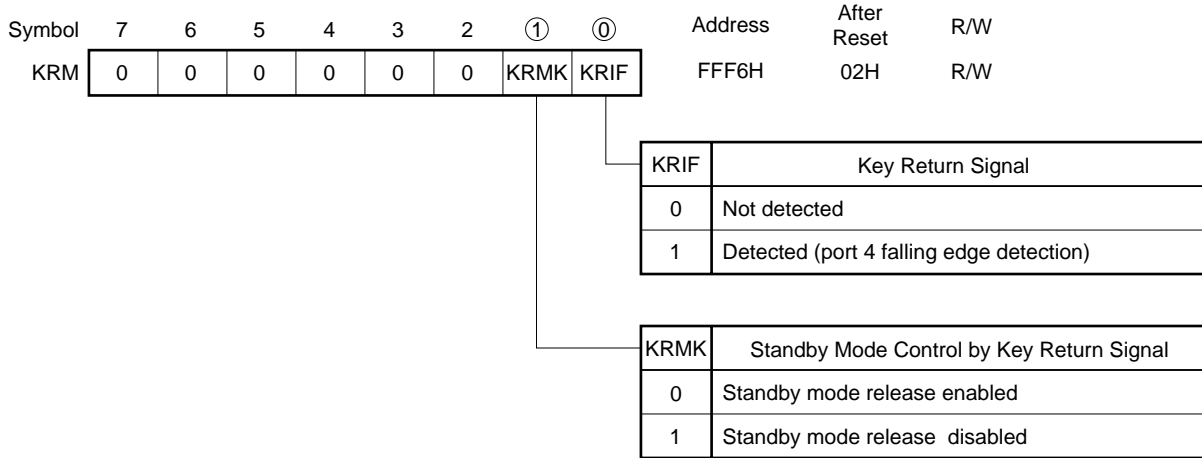 Symbol 7 6 5 4 3 2 ① ⓪ Address After Reset R/W
KRM 0 0 0 0 0 0 KRMK KRIF FFF6H 02H R/W
KRIF Key Return Signal
0 Not detected
1 Detected (port 4 falling edge detection)
KRMK Standby Mode Control by Key Return Signal
0 Standby mode release enabled
1 Standby mode release disabled